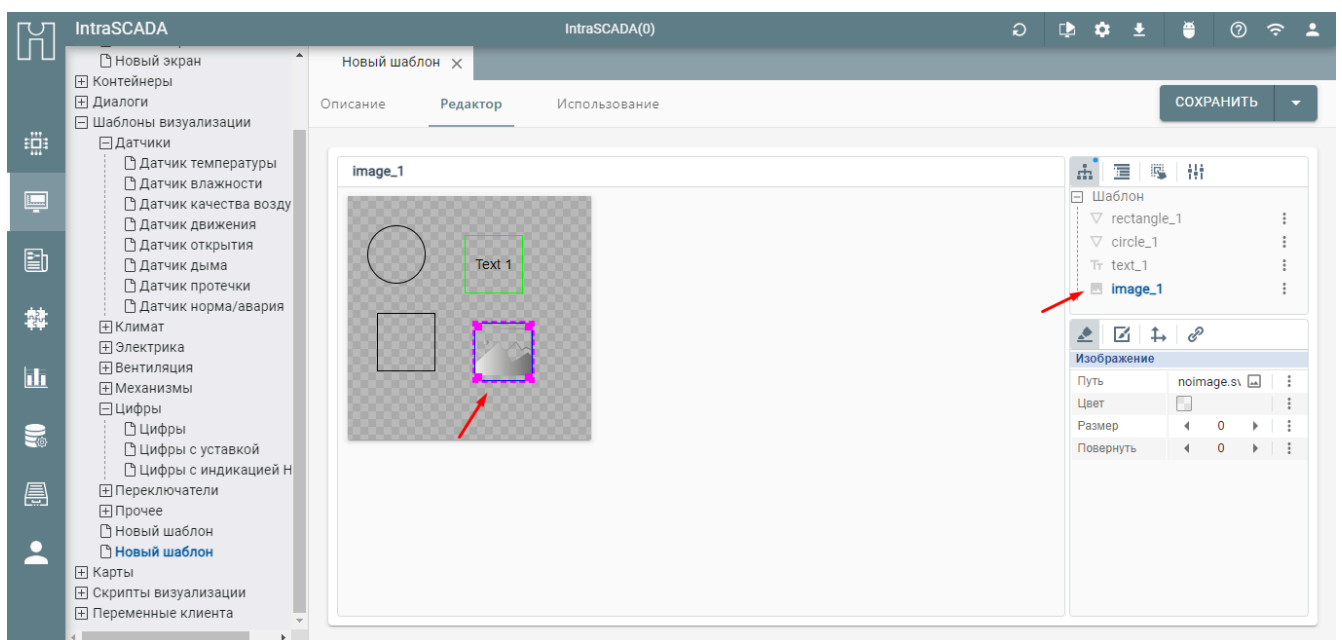 IntraSCADA
IntraSCADA(0)
Новый экран
Контейнеры
Диалоги
Шаблоны визуализации
Датчики
Датчик температуры
Датчик влажности
Датчик качества возду
Датчик движения
Датчик открытия
Датчик дыма
Датчик протечки
Датчик норма/авария
Климат
Электрика
Вентиляция
Механизмы
Цифры
Цифры
Цифры с уставкой
Цифры с индикацией Н
Переключатели
Прочее
Новый шаблон
Новый шаблон
Карты
Скрипты визуализации
Переменные клиента
Новый шаблон
Описание Редактор Использование
СОХРАНИТЬ
image_1
Text 1
Шаблон
rectangle_1
circle_1
Tт text_1
image_1
Изображение
Путь noimage.sv
Цвет
Размер 0
Повернуть 0